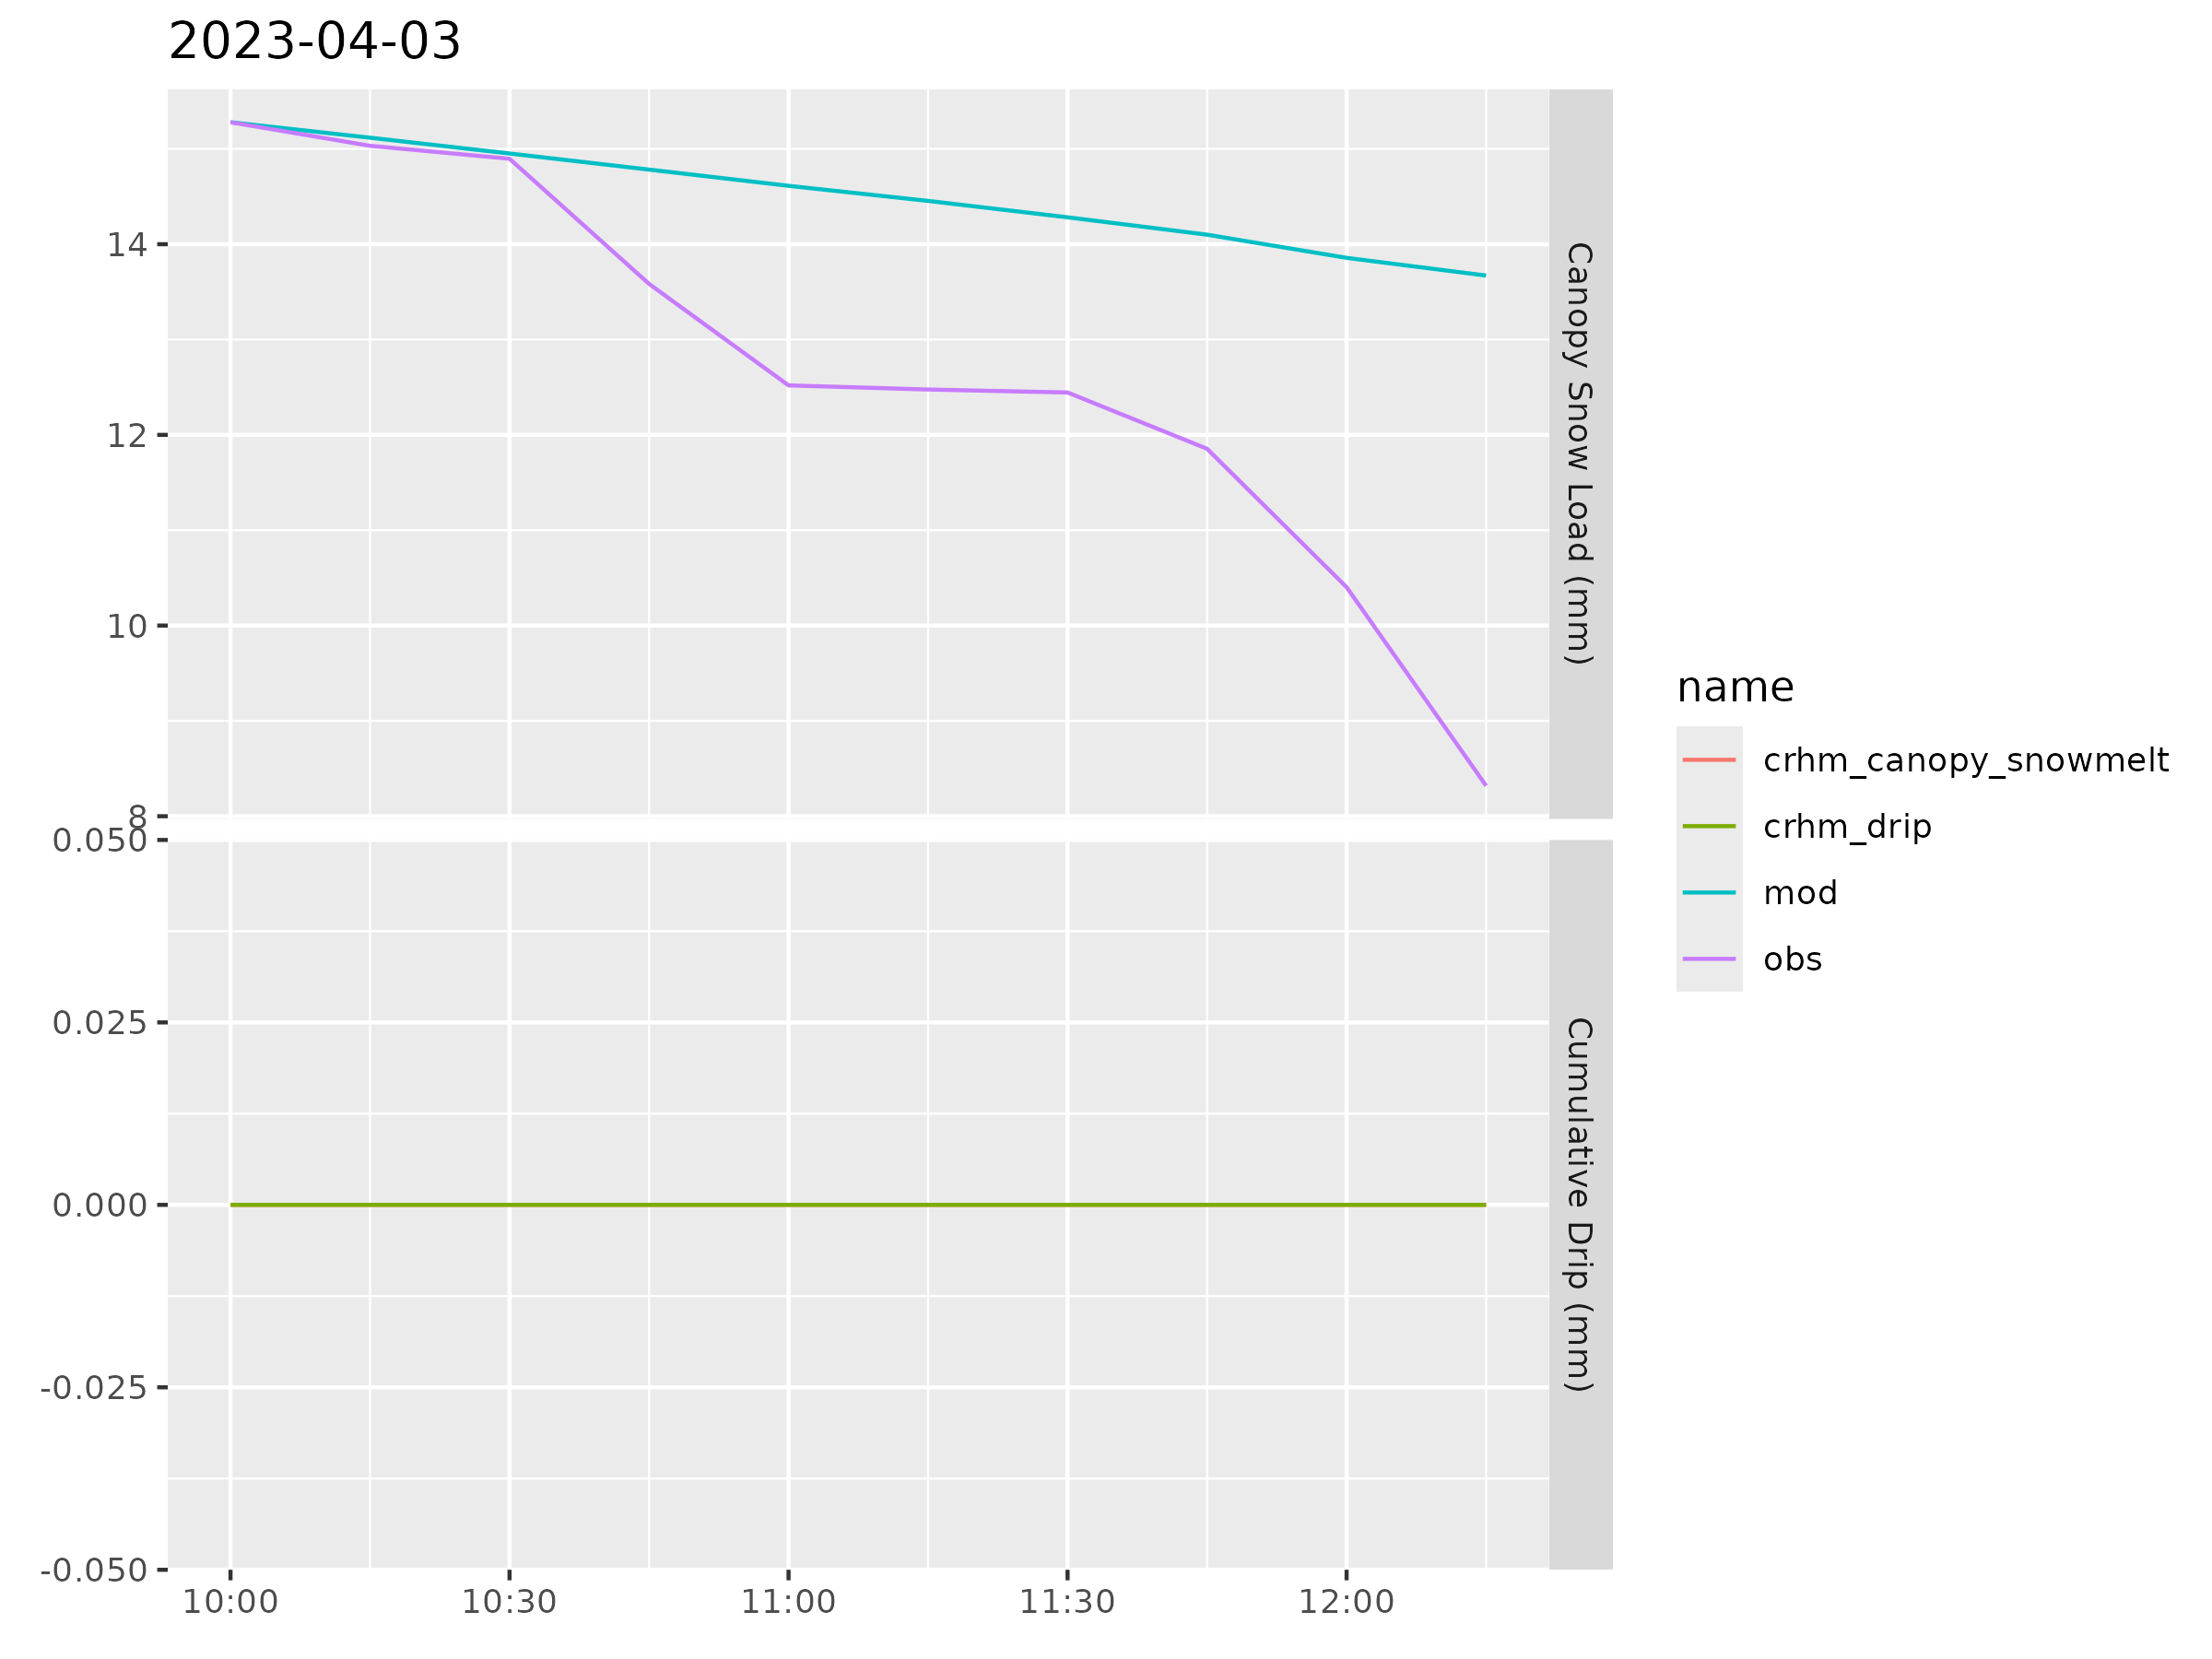 2023-04-03
14
12
10
8
Canopy Snow Load (mm)
0.050
0.025
0.000
-0.025
-0.050
Cumulative Drip (mm)
10:00 10:30 11:00 11:30 12:00
name
crhm_canopy_snowmelt
crhm_drip
mod
obs